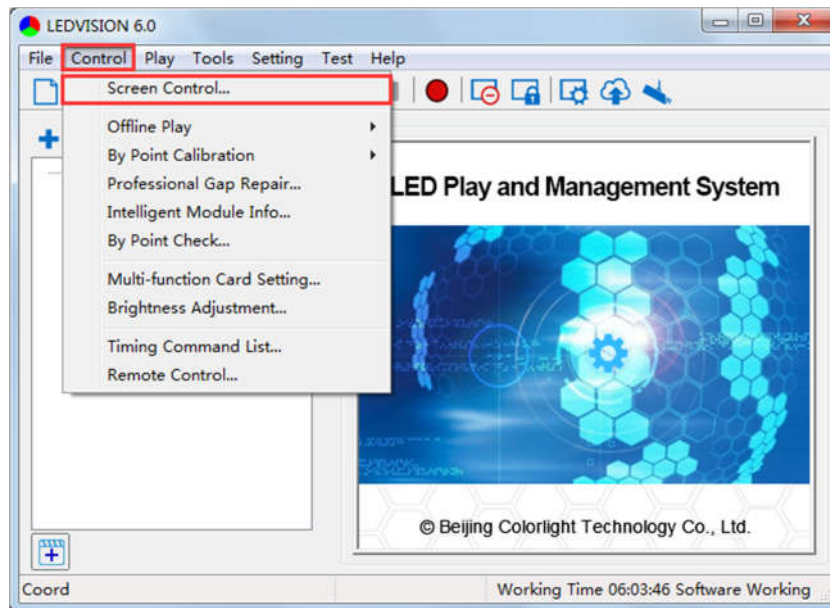 LEDVISION 6.0
File Control Play Tools Setting Test Help
Screen Control...
Offline Play
By Point Calibration
Professional Gap Repair...
Intelligent Module Info...
By Point Check...
Multi-function Card Setting...
Brightness Adjustment...
Timing Command List...
Remote Control...
LED Play and Management System
© Beijing Colorlight Technology Co., Ltd.
Coord
Working Time 06:03:46 Software Working